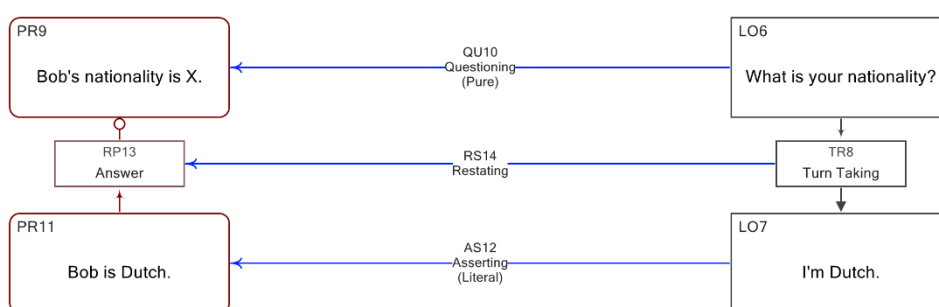 PR9
Bob's nationality is X.
QU10
Questioning
(Pure)
LO6
What is your nationality?
RP13
Answer
RS14
Restating
TR8
Turn Taking
PR11
Bob is Dutch.
AS12
Asserting
(Literal)
LO7
I'm Dutch.